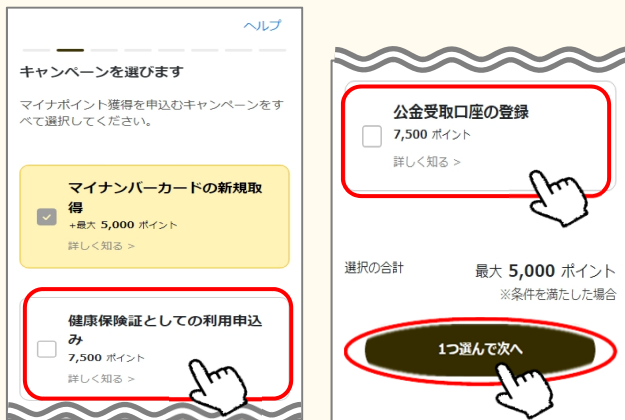 ヘルプ
キャンペーンを選びます
マイナポイント獲得を申込むキャンペーンをす
べて選択してください。
マイナンバーカードの新規取
得
+最大 5,000 ポイント
詳しく知る >
健康保険証としての利用申込
み
7,500 ポイント
詳しく知る >
公金受取口座の登録
7,500 ポイント
詳しく知る >
選択の合計 最大 5,000 ポイント
※条件を満たした場合
1つ選んで次へ